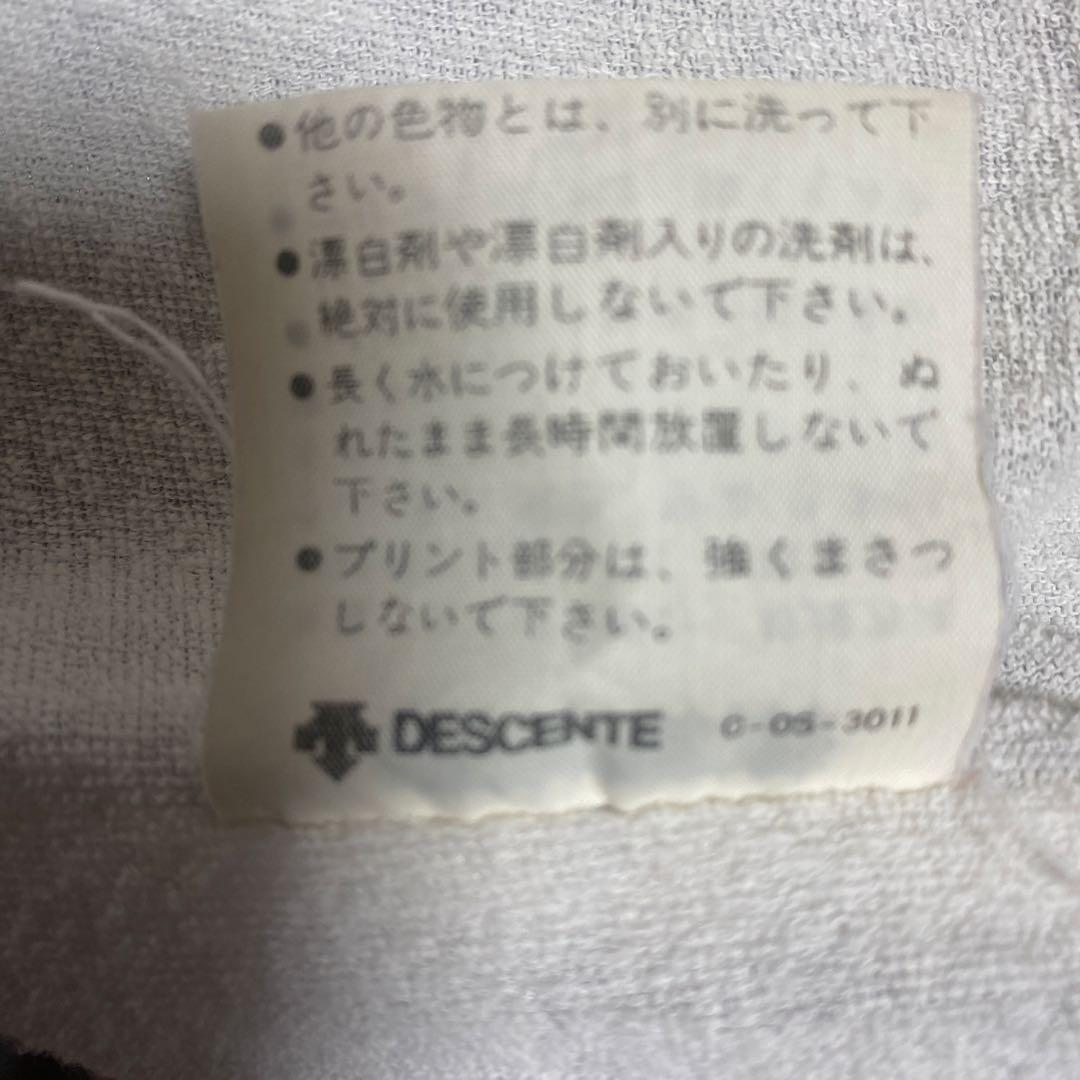 ●他の色物とは、別に洗って下
さい。
●漂白剤や漂白剤入りの洗剤は、
絶対に使用しないで下さい。
●長く水につけておいたり、ぬ
れたまま長時間放置しないで
下さい。
●プリント部分は、強くまさつ
しないで下さい。
DESCENTE C-05-3011